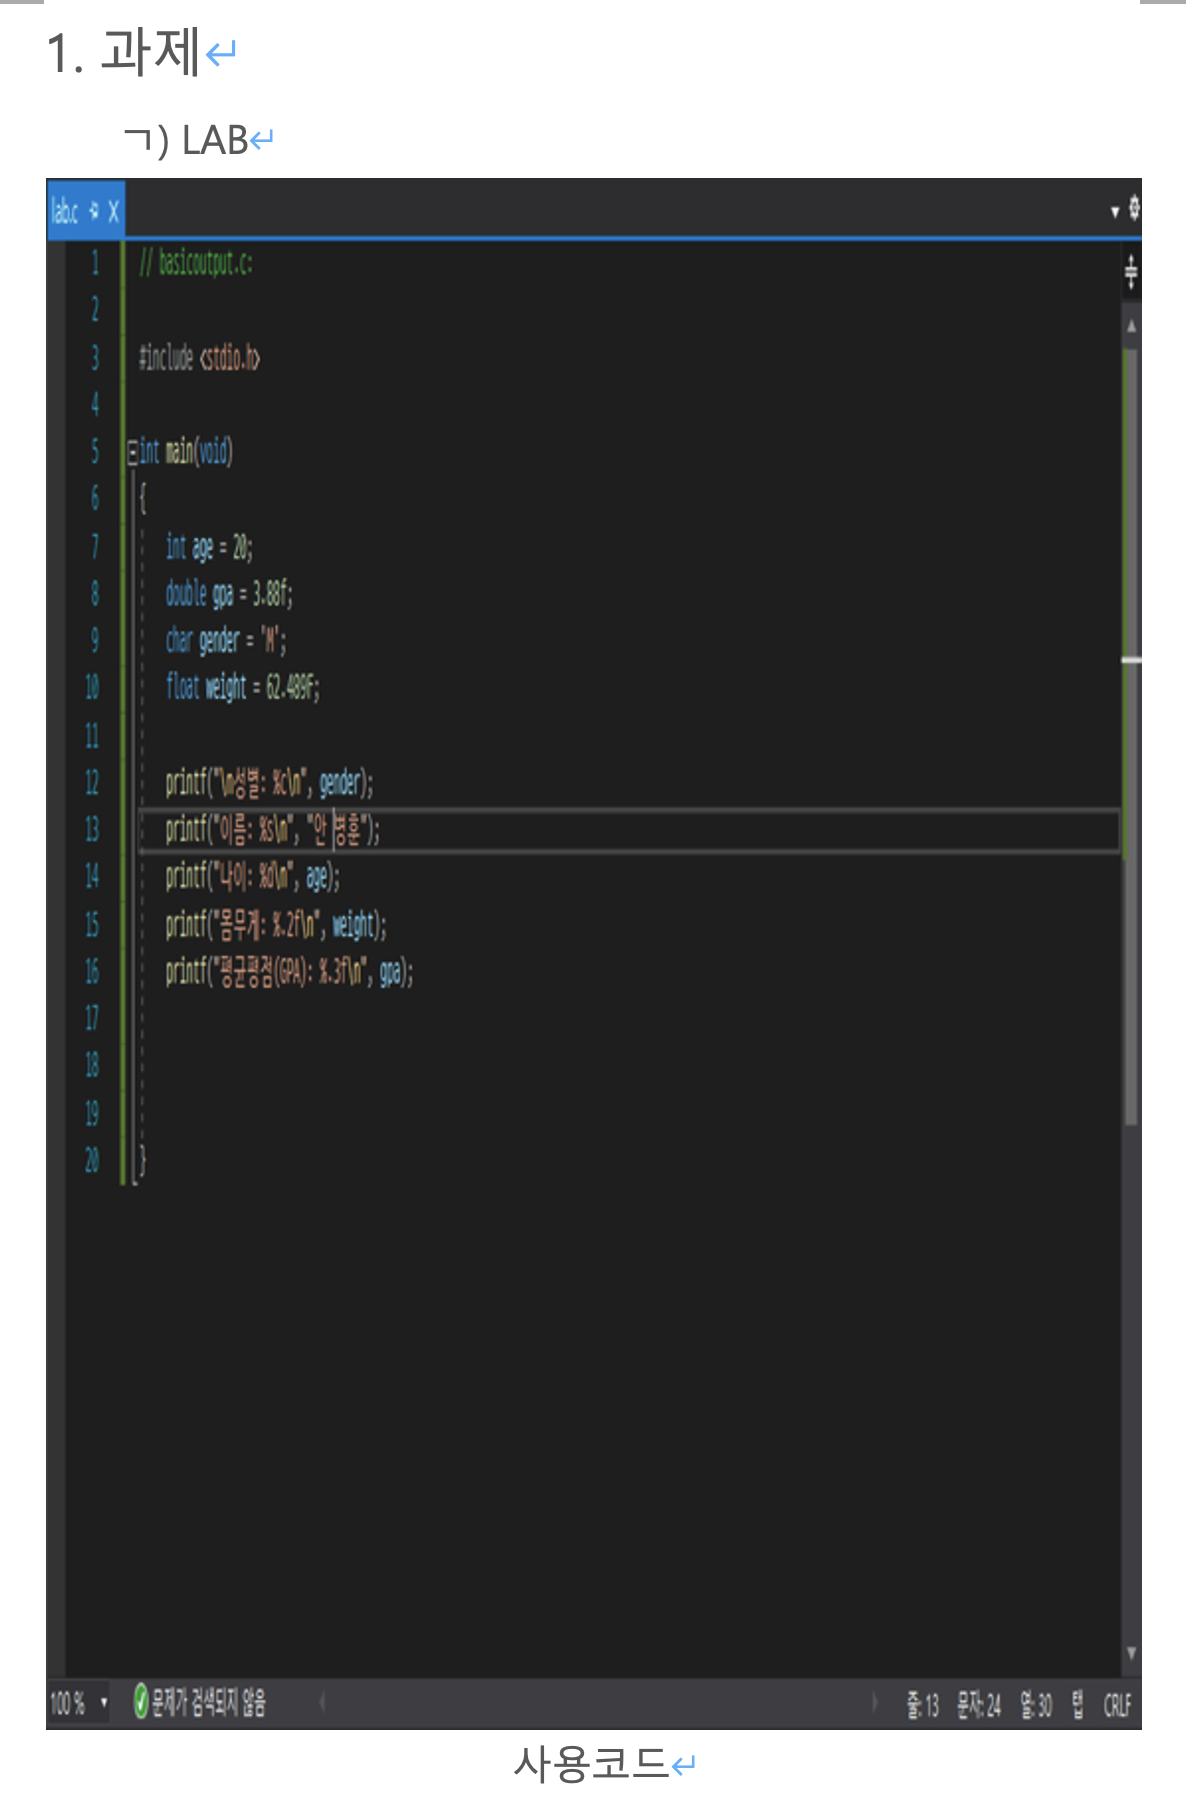 1. 과제
ㄱ) LAB
lab.c
1 // basicoutput.c:
2
3 #include <stdio.h>
4
5 int main(void)
6 {
7 int age = 20;
8 double gpa = 3.88f;
9 char gender = 'M';
10 float weight = 62.489F;
11
12 printf("\n성별: %c\n", gender);
13 printf("이름: %s\n", "안 병훈");
14 printf("나이: %d\n", age);
15 printf("몸무게: %.2f\n", weight);
16 printf("평균평점(GPA): %.3f\n", gpa);
17
18
19
20 }
100 % 문제가 검색되지 않음 줄: 13 문자: 24 열: 30 탭 CRLF
사용코드